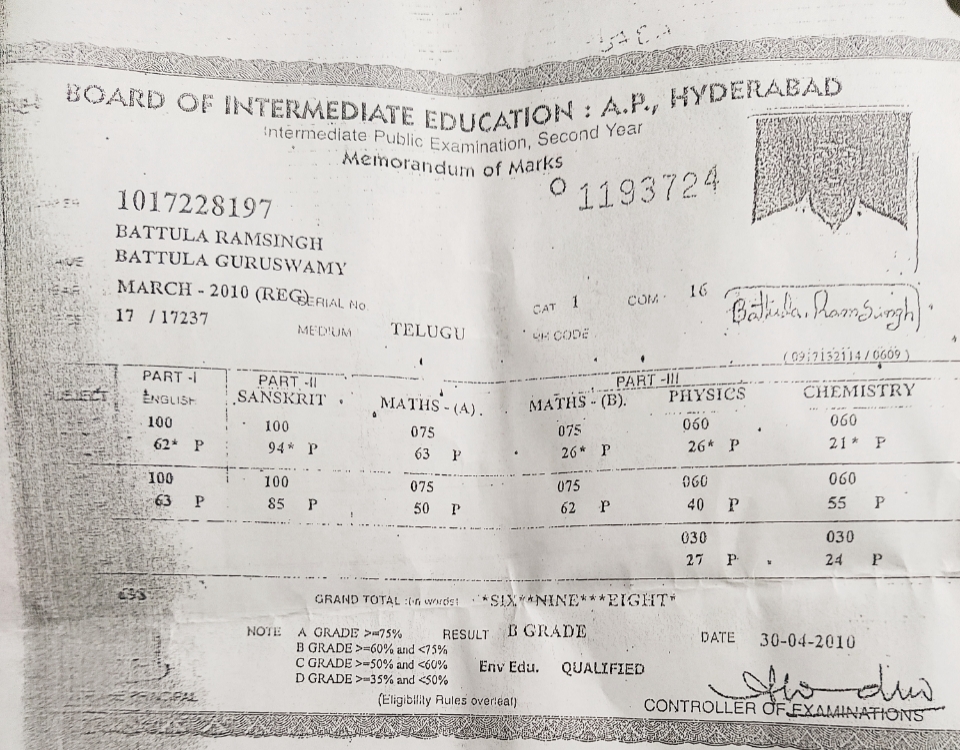 BOARD OF INTERMEDIATE EDUCATION : A.P., HYDERABAD
Intermediate Public Examination, Second Year
Memorandum of Marks
1017228197
1193724
BATTULA RAMSINGH
BATTULA GURUSWAMY
MARCH - 2010 (REG) SERIAL No.
CAT 1 COM 16
Battula. RamSingh
17 / 17237 MEDIUM TELUGU CODE
(097132114/0609)
PART -I PART -II PART -III
SUBJECT ENGLISH SANSKRIT MATHS - (A). MATHS - (B). PHYSICS CHEMISTRY
100 100 075 075 060 060
62* P 94* P 63 P 26* P 26* P 21* P
100 100 075 075 060 060
63 P 85 P 50 P 62 P 40 P 55 P
030 030
27 P 24 P
GRAND TOTAL :(in words) **SIX**NINE***EIGHT*
NOTE A GRADE >=75% RESULT B GRADE DATE 30-04-2010
B GRADE >=60% and <75%
C GRADE >=50% and <60% Env Edu. QUALIFIED
D GRADE >=35% and <50%
(Eligibility Rules overleaf)
PRINCIPAL
CONTROLLER OF EXAMINATIONS